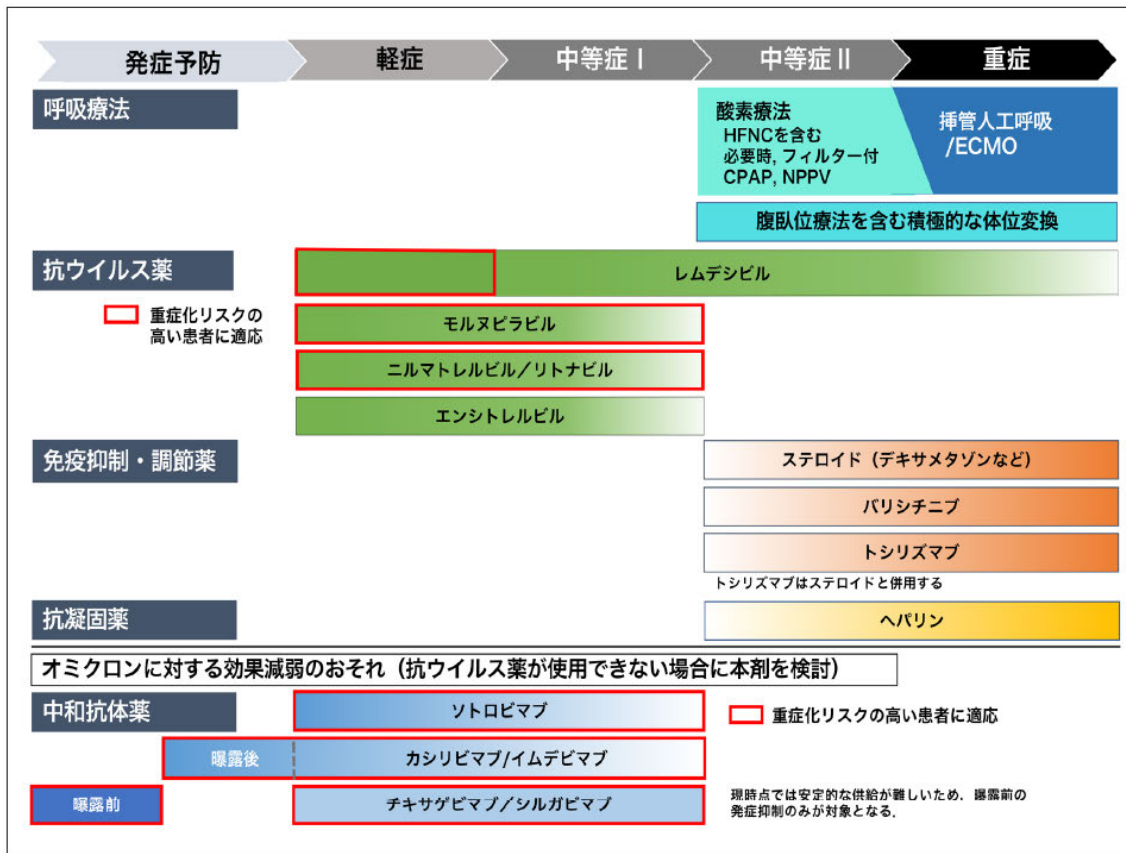 発症予防
軽症
中等症Ⅰ
中等症Ⅱ
重症
呼吸療法
酸素療法
HFNCを含む
必要時, フィルター付
CPAP, NPPV
挿管人工呼吸
/ECMO
腹臥位療法を含む積極的な体位変換
抗ウイルス薬
重症化リスクの
高い患者に適応
レムデシビル
モルヌピラビル
ニルマトレルビル／リトナビル
エンシトレルビル
免疫抑制・調節薬
ステロイド（デキサメタゾンなど）
バリシチニブ
トシリズマブ
トシリズマブはステロイドと併用する
抗凝固薬
ヘパリン
オミクロンに対する効果減弱のおそれ（抗ウイルス薬が使用できない場合に本剤を検討）
中和抗体薬
ソトロビマブ
重症化リスクの高い患者に適応
曝露後
カシリビマブ/イムデビマブ
曝露前
チキサゲビマブ／シルガビマブ
現時点では安定的な供給が難しいため，曝露前の
発症抑制のみが対象となる．